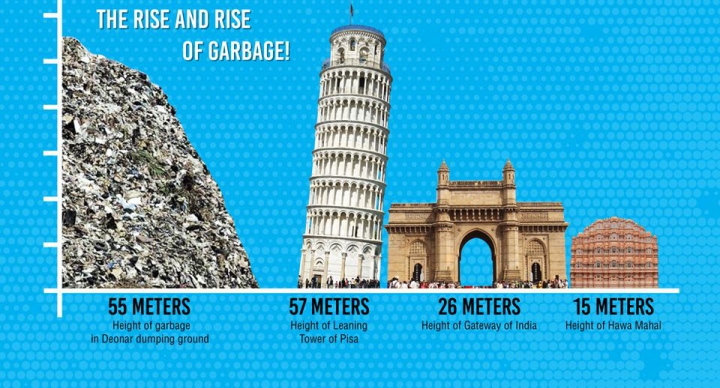 THE RISE AND RISE
OF GARBAGE!
55 METERS
Height of garbage
in Deonar dumping ground
57 METERS
Height of Leaning
Tower of Pisa
26 METERS
Height of Gateway of India
15 METERS
Height of Hawa Mahal